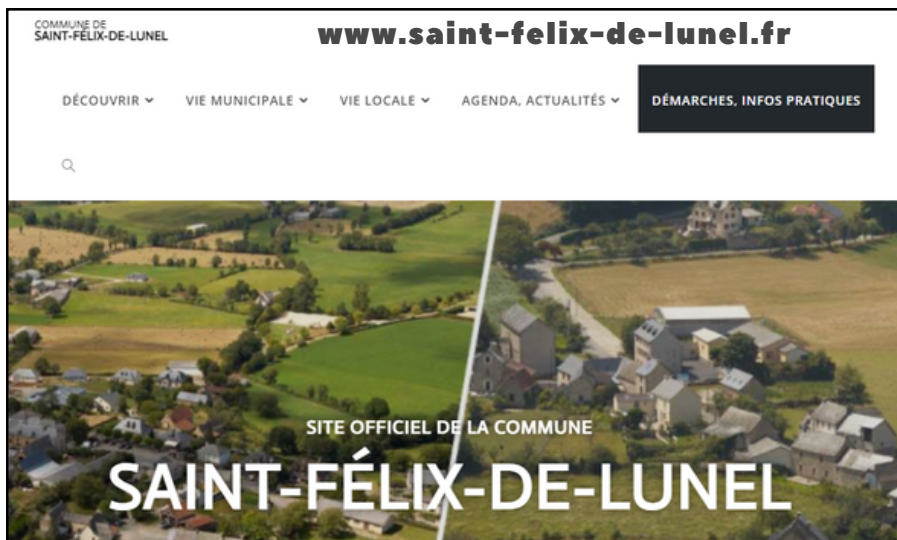 COMMUNE DE
SAINT-FÉLIX-DE-LUNEL
www.saint-felix-de-lunel.fr
DÉCOUVRIR VIE MUNICIPALE VIE LOCALE AGENDA, ACTUALITÉS DÉMARCHES, INFOS PRATIQUES
SITE OFFICIEL DE LA COMMUNE
SAINT-FÉLIX-DE-LUNEL